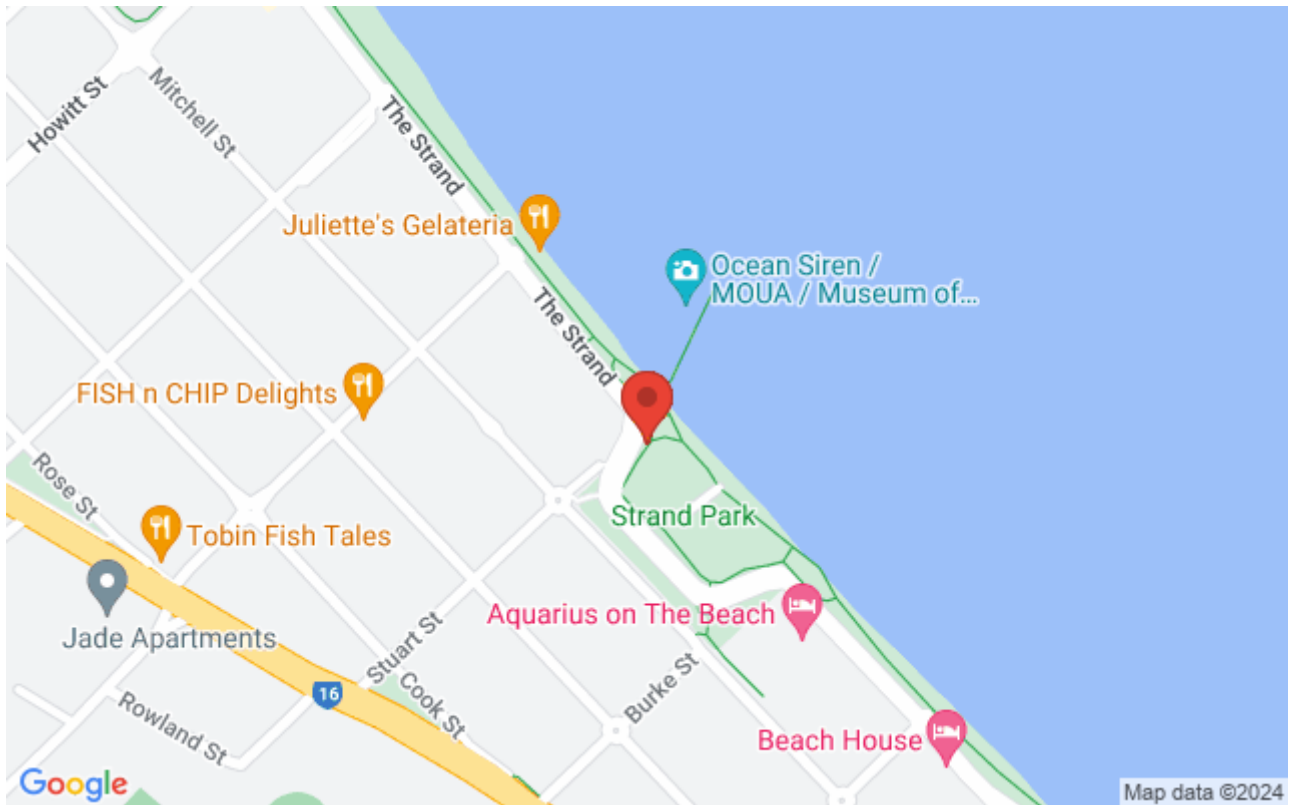 Howitt St
Mitchell St
The Strand
Juliette's Gelateria
Ocean Siren /
MOUA / Museum of...
The Strand
FISH n CHIP Delights
Rose St
Strand Park
Tobin Fish Tales
Aquarius on The Beach
Jade Apartments
Stuart St
Cook St
Burke St
16
Rowland St
Beach House
Google
Map data ©2024